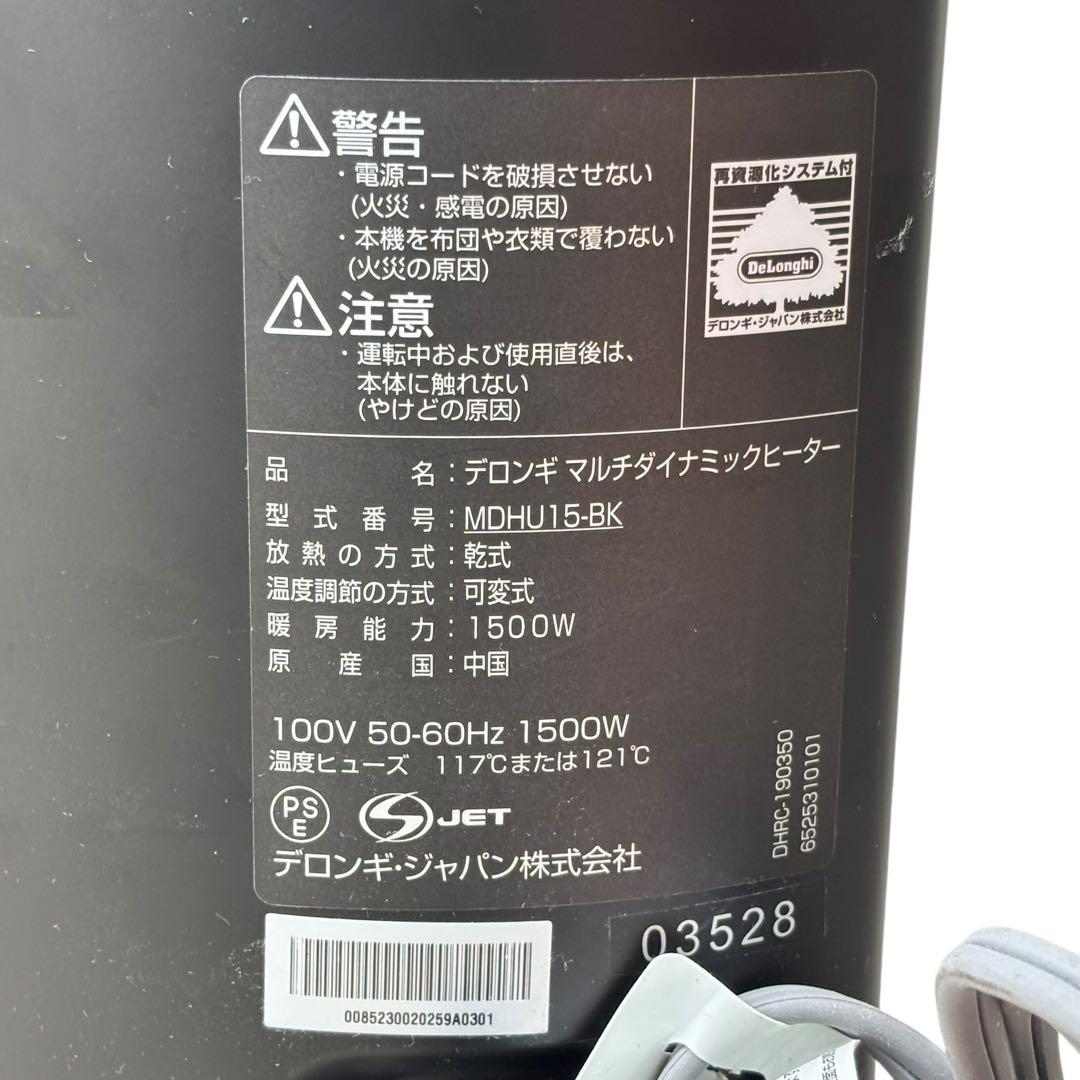 警告
・電源コードを破損させない
(火災・感電の原因)
・本機を布団や衣類で覆わない
(火災の原因)
注意
・運転中および使用直後は、
本体に触れない
(やけどの原因)
再資源化システム付
DeLonghi
デロンギ・ジャパン株式会社
品名：デロンギ マルチダイナミックヒーター
型式番号：MDHU15-BK
放熱の方式：乾式
温度調節の方式：可変式
暖房能力：1500W
原産国：中国
100V 50-60Hz 1500W
温度ヒューズ 117℃または121℃
PSE
JET
デロンギ・ジャパン株式会社
DHRC-190350
6525310101
03528
0085230020259A0301